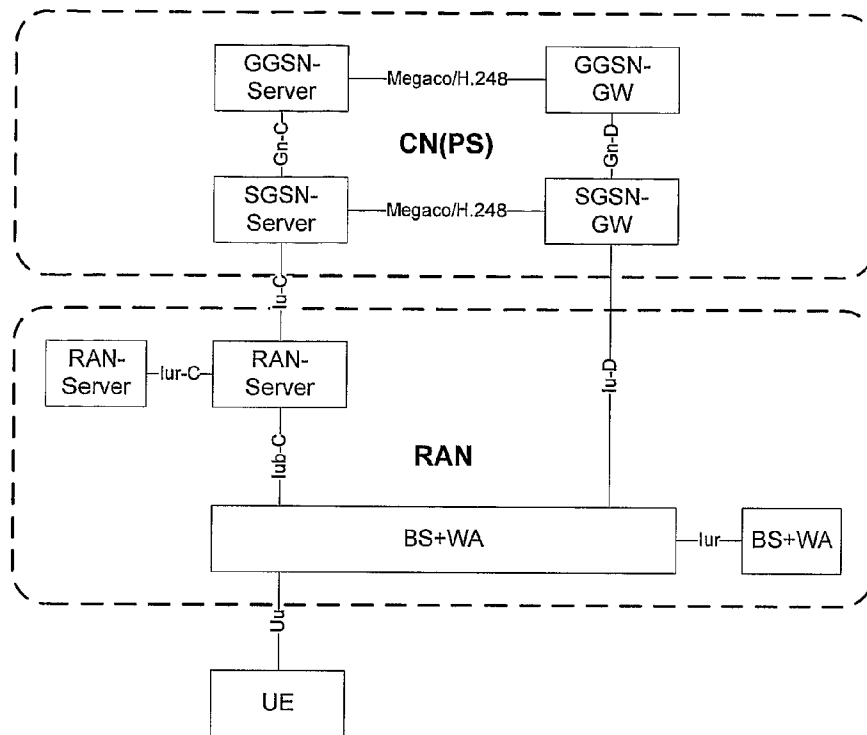 GGSN-
Server
Megaco/H.248
GGSN-
GW
Gn-C
CN(PS)
Gn-D
SGSN-
Server
Megaco/H.248
SGSN-
GW
Iu-C
RAN-
Server
Iur-C
RAN-
Server
Iu-D
Iub-C
RAN
BS+WA
Iur
BS+WA
Uu
UE